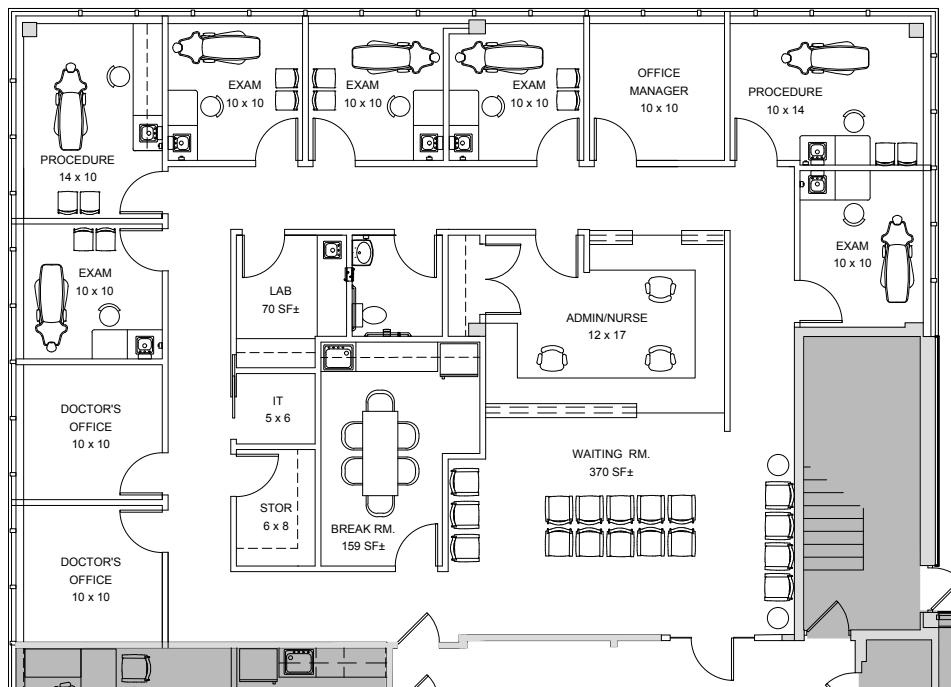 EXAM
10 x 10
EXAM
10 x 10
EXAM
10 x 10
OFFICE
MANAGER
10 x 10
PROCEDURE
10 x 14
PROCEDURE
14 x 10
EXAM
10 x 10
EXAM
10 x 10
LAB
70 SF±
ADMIN/NURSE
12 x 17
DOCTOR'S
OFFICE
10 x 10
IT
5 x 6
WAITING RM.
370 SF±
STOR
6 x 8
BREAK RM.
159 SF±
DOCTOR'S
OFFICE
10 x 10